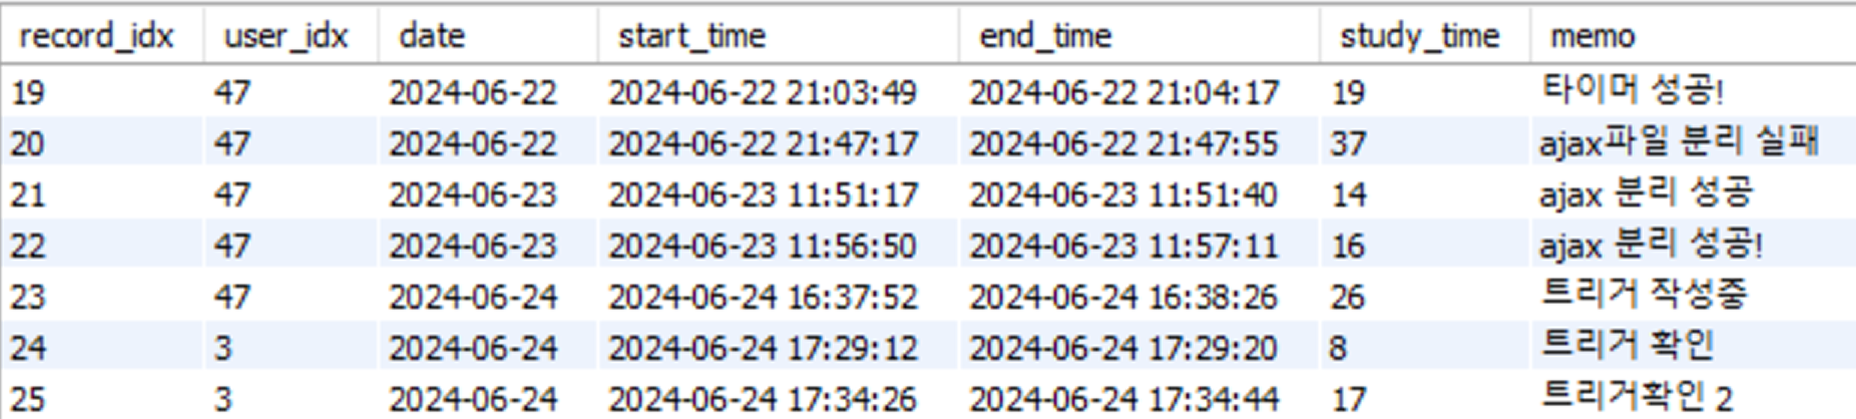 record_idx user_idx date start_time end_time study_time memo
19 47 2024-06-22 2024-06-22 21:03:49 2024-06-22 21:04:17 19 타이머 성공!
20 47 2024-06-22 2024-06-22 21:47:17 2024-06-22 21:47:55 37 ajax파일 분리 실패
21 47 2024-06-23 2024-06-23 11:51:17 2024-06-23 11:51:40 14 ajax 분리 성공
22 47 2024-06-23 2024-06-23 11:56:50 2024-06-23 11:57:11 16 ajax 분리 성공!
23 47 2024-06-24 2024-06-24 16:37:52 2024-06-24 16:38:26 26 트리거 작성중
24 3 2024-06-24 2024-06-24 17:29:12 2024-06-24 17:29:20 8 트리거 확인
25 3 2024-06-24 2024-06-24 17:34:26 2024-06-24 17:34:44 17 트리거확인 2